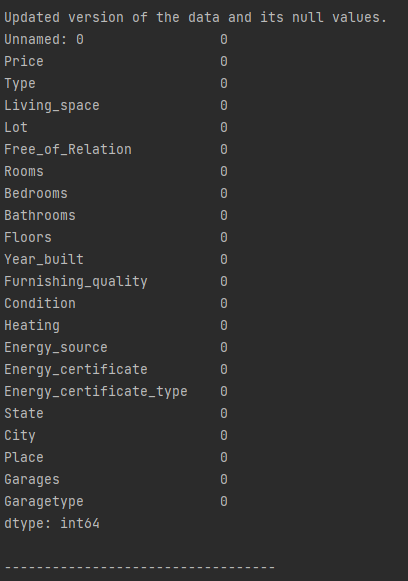 Updated version of the data and its null values.
Unnamed: 0 0
Price 0
Type 0
Living_space 0
Lot 0
Free_of_Relation 0
Rooms 0
Bedrooms 0
Bathrooms 0
Floors 0
Year_built 0
Furnishing_quality 0
Condition 0
Heating 0
Energy_source 0
Energy_certificate 0
Energy_certificate_type 0
State 0
City 0
Place 0
Garages 0
Garagetype 0
dtype: int64
----------------------------------